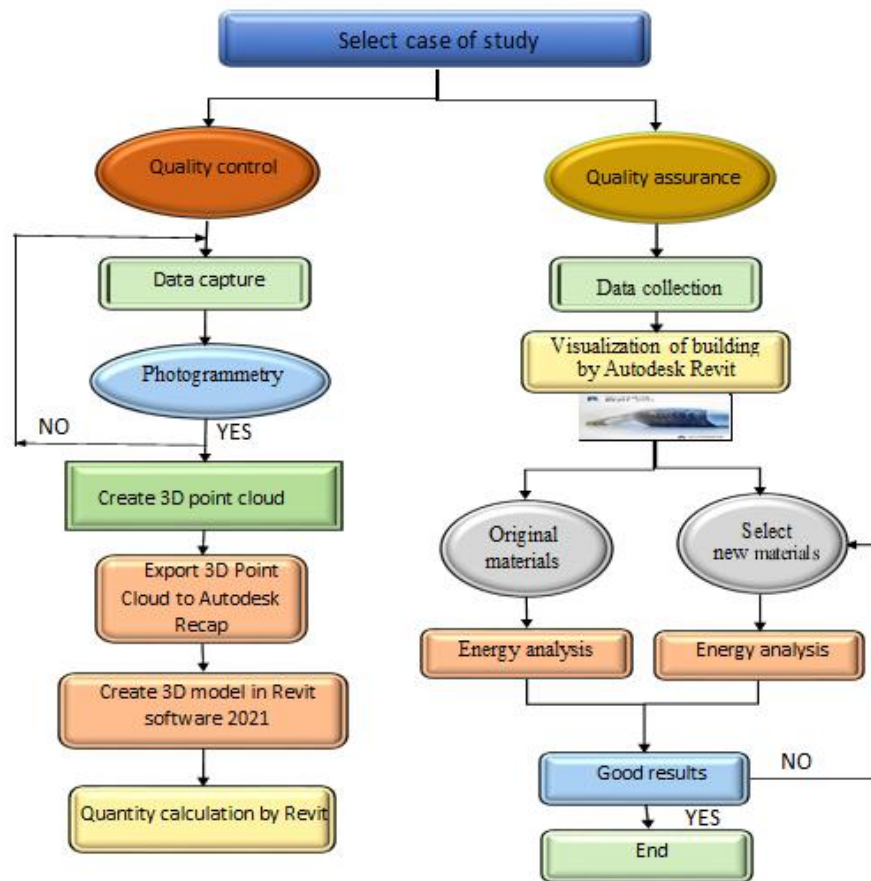 Select case of study
Quality control
Data capture
Photogrammetry
NO
YES
Create 3D point cloud
Export 3D Point
Cloud to Autodesk
Recap
Create 3D model in Revit
software 2021
Quantity calculation by Revit
Quality assurance
Data collection
Visualization of building
by Autodesk Revit
Original
materials
Select
new materials
Energy analysis
Energy analysis
Good results
NO
YES
End